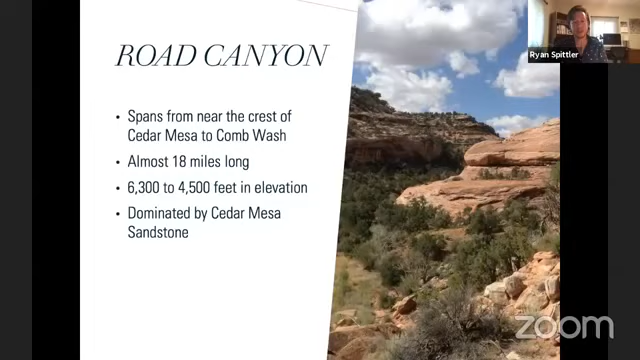 ROAD CANYON
• Spans from near the crest of
Cedar Mesa to Comb Wash
• Almost 18 miles long
• 6,300 to 4,500 feet in elevation
• Dominated by Cedar Mesa
Sandstone
Ryan Spittler
zoom